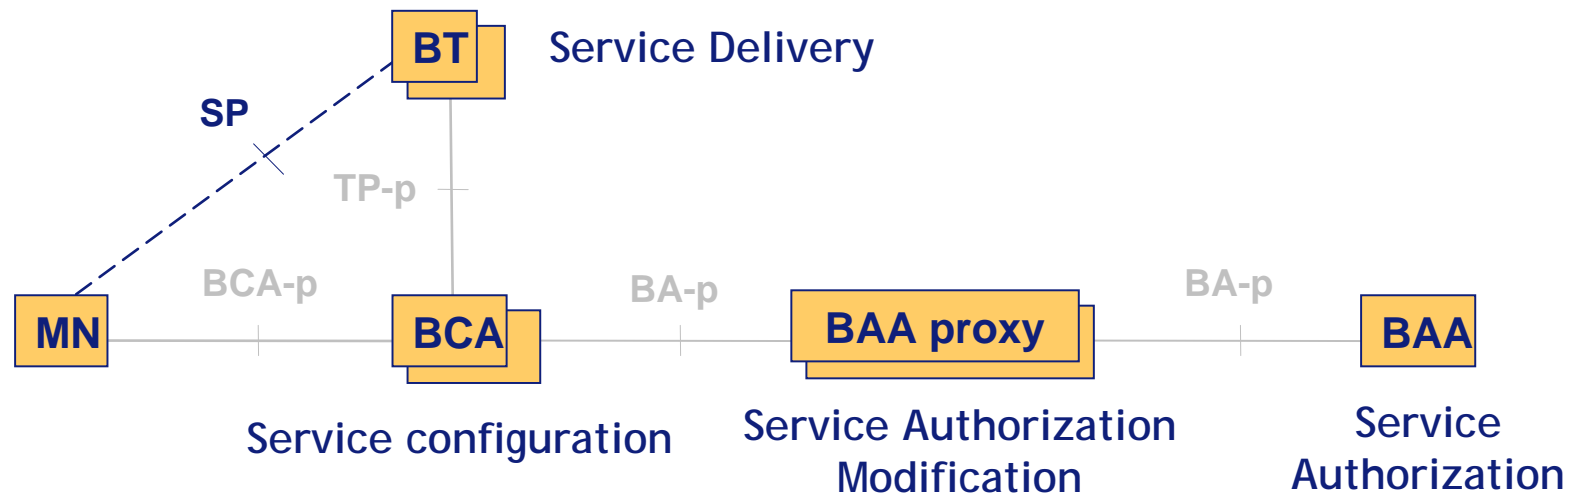 BT
Service Delivery
SP
TP-p
BCA-p
BA-p
BA-p
MN
BCA
BAA proxy
BAA
Service configuration
Service Authorization
Modification
Service
Authorization